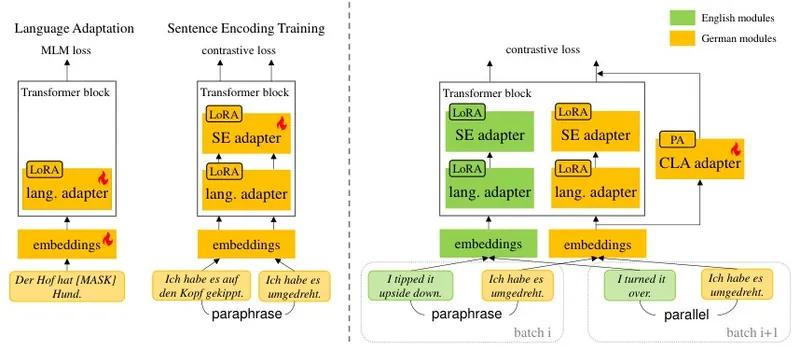 Language Adaptation
MLM loss
Transformer block
LoRA
lang. adapter
embeddings
Der Hof hat [MASK]
Hund.
Sentence Encoding Training
contrastive loss
Transformer block
LoRA
SE adapter
LoRA
lang. adapter
embeddings
Ich habe es auf
den Kopf gekippt.
Ich habe es
umgedreht.
paraphrase
English modules
German modules
contrastive loss
Transformer block
LoRA
SE adapter
LoRA
lang. adapter
embeddings
LoRA
SE adapter
LoRA
lang. adapter
embeddings
PA
CLA adapter
I tipped it
upside down.
Ich habe es
umgedreht.
paraphrase
batch i
I turned it
over.
Ich habe es
umgedreht.
parallel
batch i+1